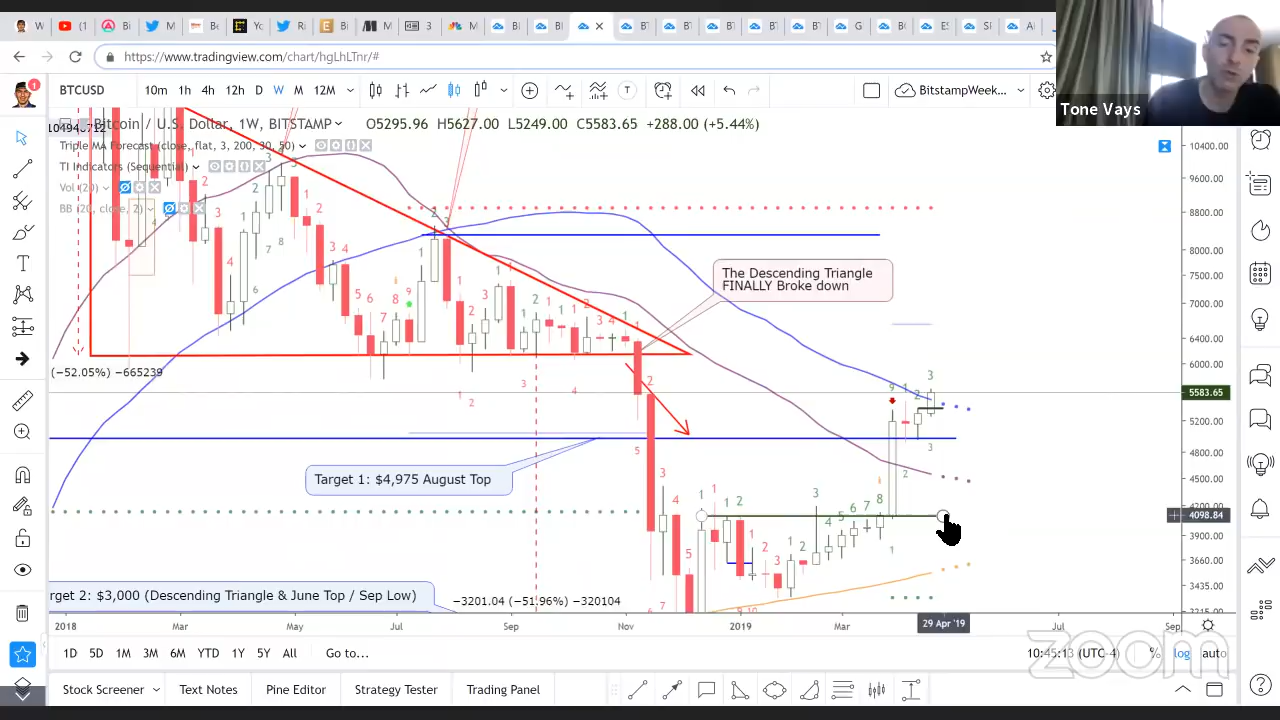 https://www.tradingview.com/chart/hgLhLTnr/#
Tone Vays
BTCUSD
10m 1h 4h 12h D W M 12M
BitstampWeek...
Bitcoin / U.S. Dollar, 1W, BITSTAMP
O5295.96 H5627.00 L5249.00 C5583.65 +288.00 (+5.44%)
Triple MA Forecast (close, flat, 3, 200, 30, 50)
TI Indicators (Sequential)
Vol (20)
BB (20, close, 2)
10400.00
9600.00
8800.00
8000.00
7500.00
7000.00
6400.00
6000.00
5583.65
5200.00
4800.00
4500.00
4098.84
3900.00
3660.00
3435.00
3215.00
The Descending Triangle
FINALLY Broke down
(−52.05%) −665239
Target 1: $4,975 August Top
rget 2: $3,000 (Descending Triangle & June Top / Sep Low)
−3201.04 (−51.96%) −320104
2018 Mar May Jul Sep Nov 2019 Mar 29 Apr '19 Jul Sep
1D 5D 1M 3M 6M YTD 1Y 5Y All Go to...
10:45:13 (UTC-4) % log auto
zoom
Stock Screener Text Notes Pine Editor Strategy Tester Trading Panel